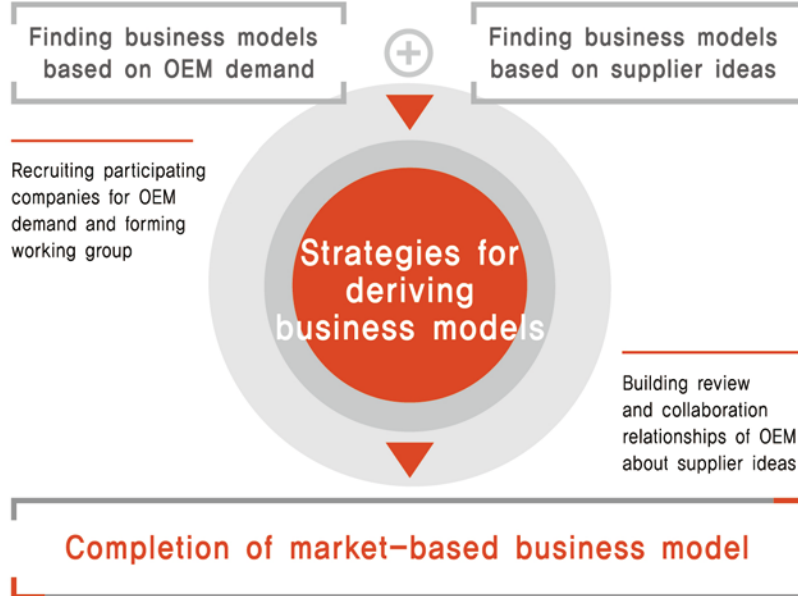 Finding business models
based on OEM demand
Finding business models
based on supplier ideas
Recruiting participating
companies for OEM
demand and forming
working group
Strategies for
deriving
business models
Building review
and collaboration
relationships of OEM
about supplier ideas
Completion of market-based business model